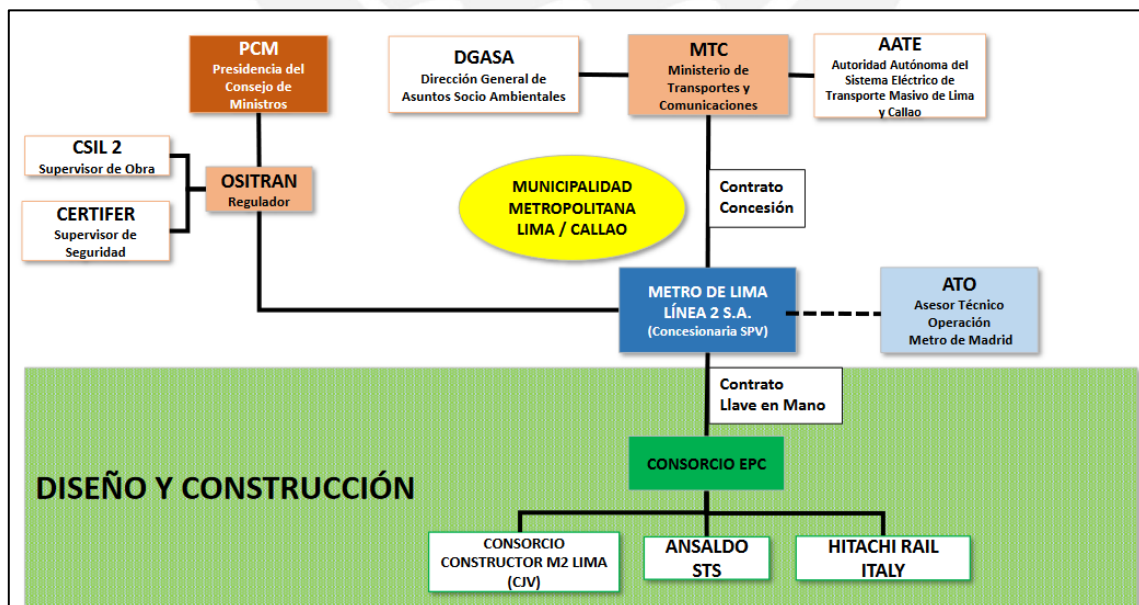 PCM
Presidencia del
Consejo de
Ministros
DGASA
Dirección General de
Asuntos Socio Ambientales
MTC
Ministerio de
Transportes y
Comunicaciones
AATE
Autoridad Autónoma del
Sistema Eléctrico de
Transporte Masivo de Lima
y Callao
CSIL 2
Supervisor de Obra
OSITRAN
Regulador
CERTIFER
Supervisor de
Seguridad
MUNICIPALIDAD
METROPOLITANA
LIMA / CALLAO
Contrato
Concesión
METRO DE LIMA
LÍNEA 2 S.A.
(Concesionaria SPV)
ATO
Asesor Técnico
Operación
Metro de Madrid
Contrato
Llave en Mano
CONSORCIO EPC
DISEÑO Y CONSTRUCCIÓN
CONSORCIO
CONSTRUCTOR M2 LIMA
(CJV)
ANSALDO
STS
HITACHI RAIL
ITALY